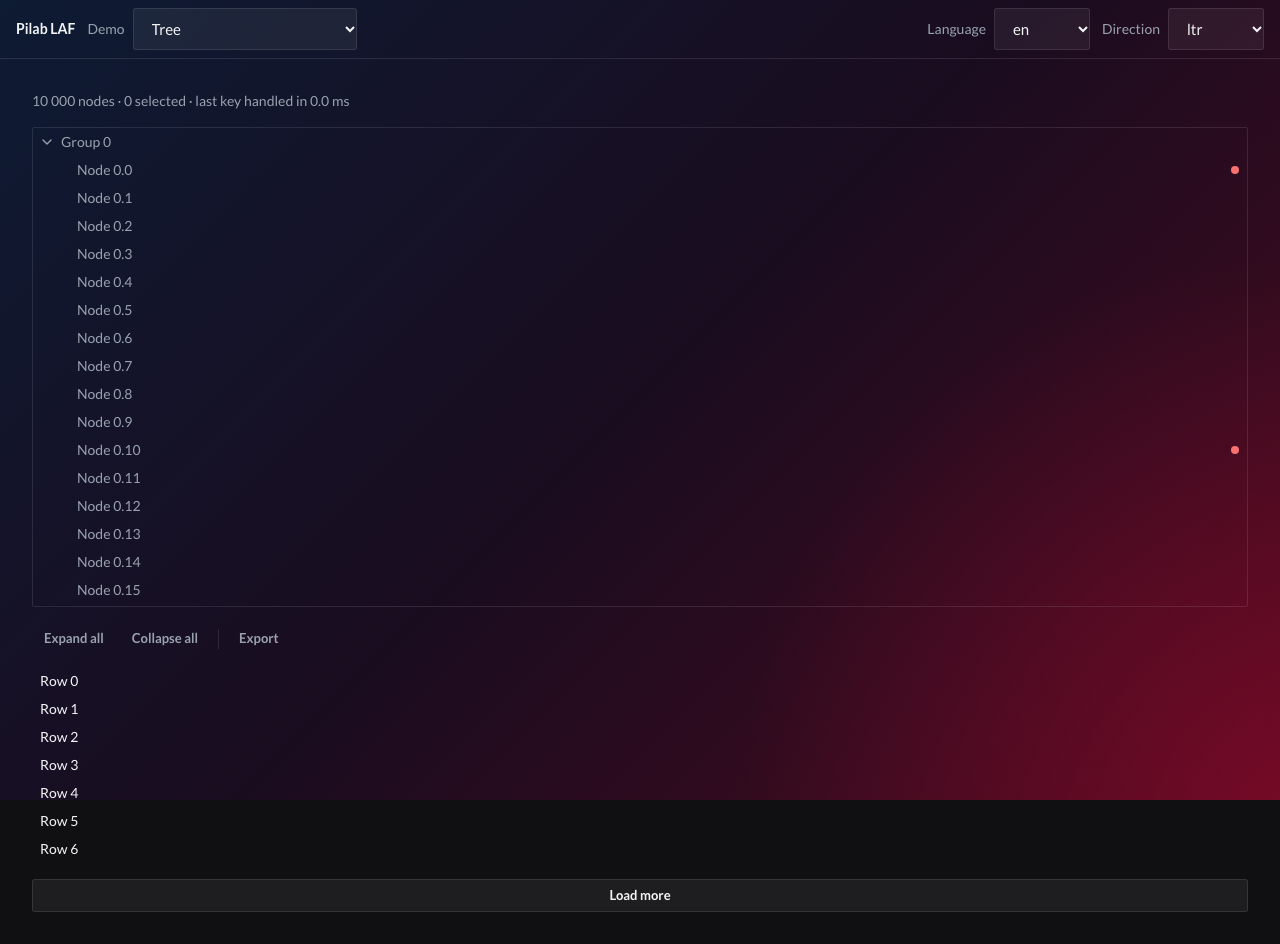 Pilab LAF Demo Tree Language en Direction ltr
10 000 nodes · 0 selected · last key handled in 0.0 ms
Group 0
Node 0.0
Node 0.1
Node 0.2
Node 0.3
Node 0.4
Node 0.5
Node 0.6
Node 0.7
Node 0.8
Node 0.9
Node 0.10
Node 0.11
Node 0.12
Node 0.13
Node 0.14
Node 0.15
Expand all Collapse all Export
Row 0
Row 1
Row 2
Row 3
Row 4
Row 5
Row 6
Load more